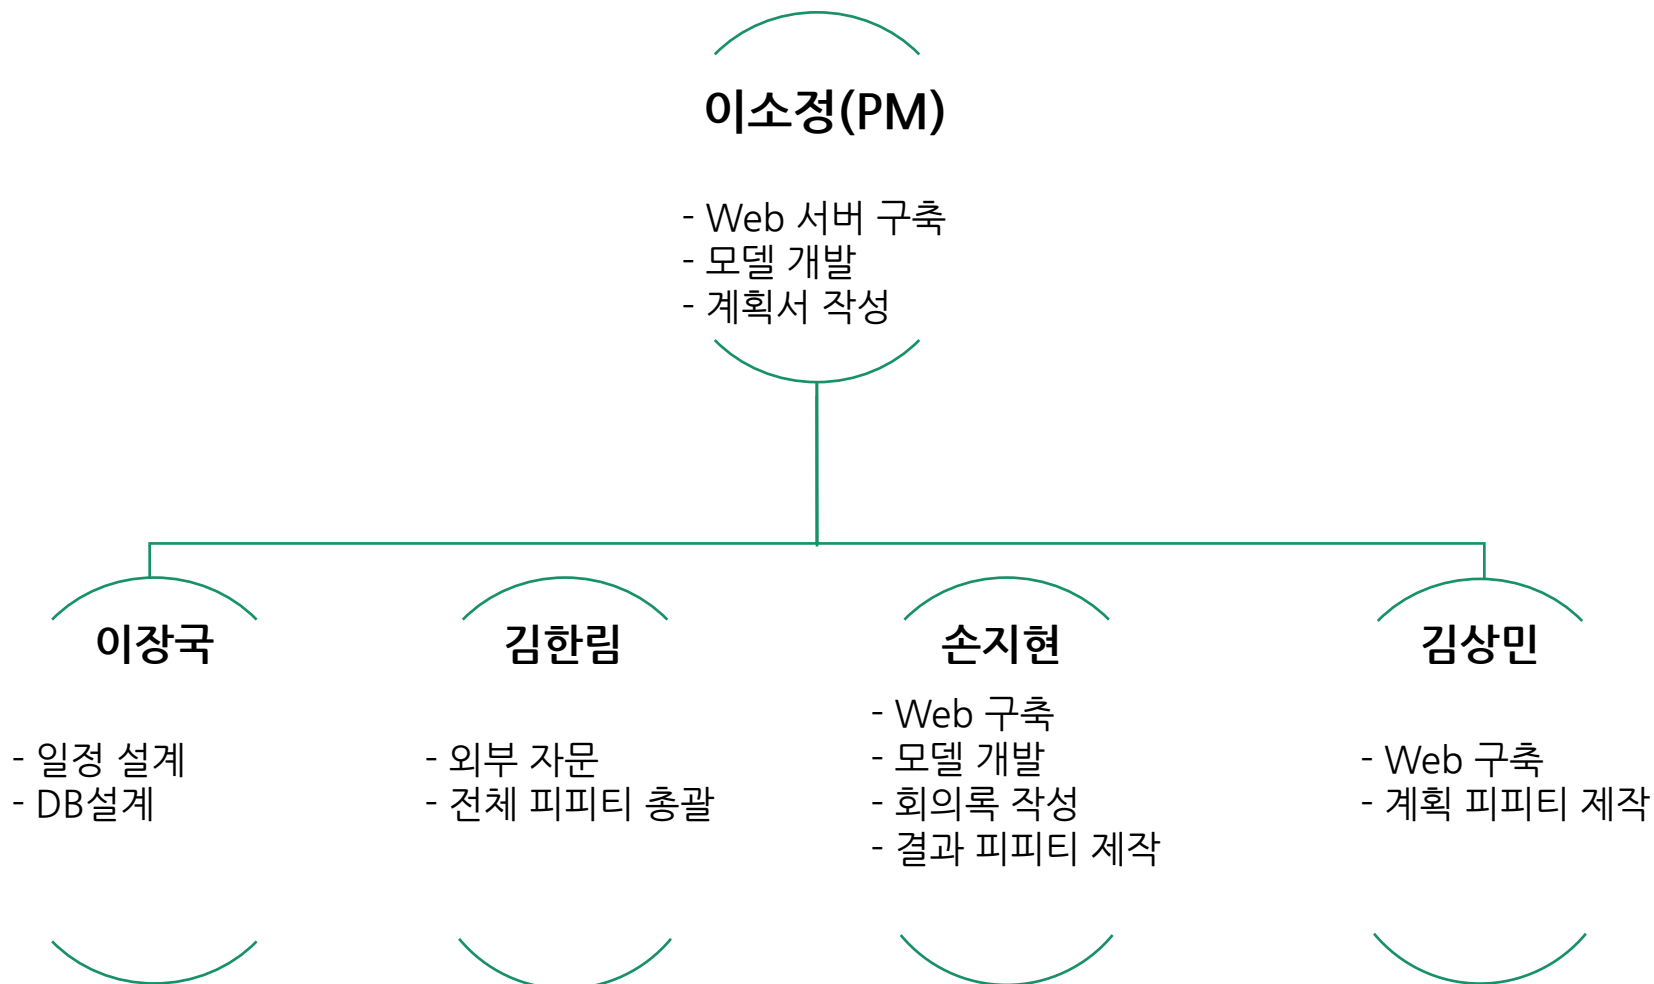 이소정(PM)
- Web 서버 구축
- 모델 개발
- 계획서 작성
이장국
- 일정 설계
- DB설계
김한림
- 외부 자문
- 전체 피피티 총괄
손지현
- Web 구축
- 모델 개발
- 회의록 작성
- 결과 피피티 제작
김상민
- Web 구축
- 계획 피피티 제작